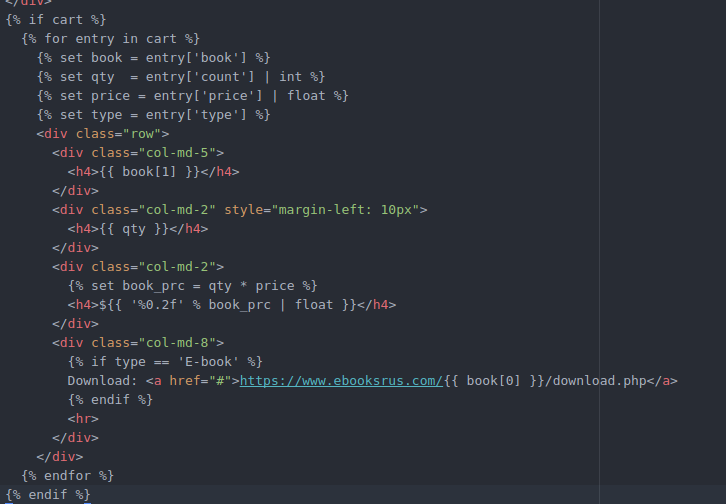 </div>
{% if cart %}
  {% for entry in cart %}
    {% set book = entry['book'] %}
    {% set qty  = entry['count'] | int %}
    {% set price = entry['price'] | float %}
    {% set type = entry['type'] %}
    <div class="row">
      <div class="col-md-5">
        <h4>{{ book[1] }}</h4>
      </div>
      <div class="col-md-2" style="margin-left: 10px">
        <h4>{{ qty }}</h4>
      </div>
      <div class="col-md-2">
        {% set book_prc = qty * price %}
        <h4>${{ '%0.2f' % book_prc | float }}</h4>
      </div>
      <div class="col-md-8">
        {% if type == 'E-book' %}
        Download: <a href="#">https://www.ebooksrus.com/{{ book[0] }}/download.php</a>
        {% endif %}
        <hr>
      </div>
    </div>
  {% endfor %}
{% endif %}